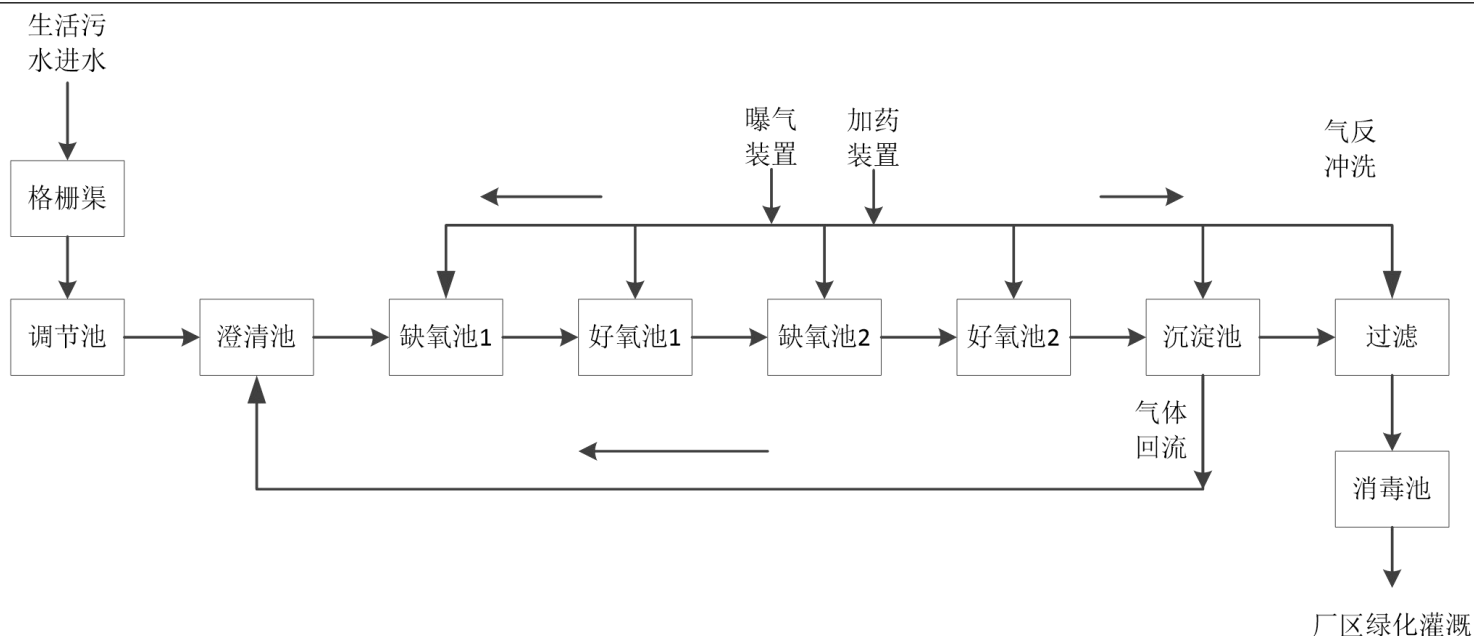 生活污
水进水
曝气
装置
加药
装置
气反
冲洗
格栅渠
调节池
澄清池
缺氧池1
好氧池1
缺氧池2
好氧池2
沉淀池
过滤
气体
回流
消毒池
厂区绿化灌溉